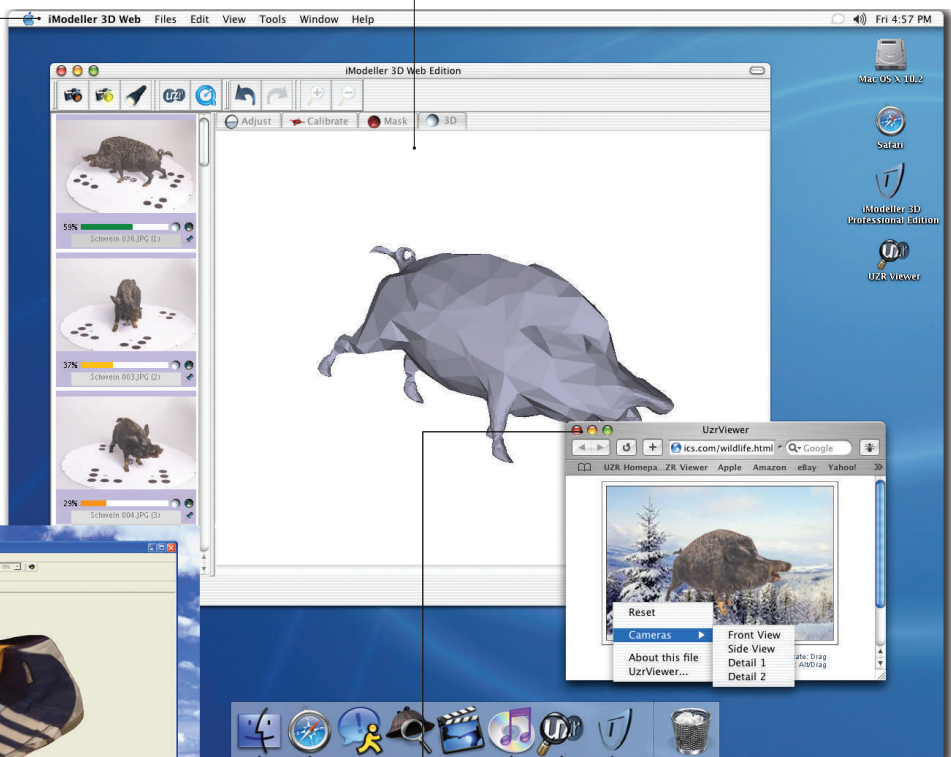 iModeller 3D Web Files Edit View Tools Window Help Fri 4:57 PM
iModeller 3D Web Edition
UZR
Adjust Calibrate Mask 3D
59%
Schwein 036.JPG (1)
37%
Schwein 003.JPG (2)
29%
Schwein 004.JPG (3)
Mac OS X 10.2
Safari
iModeller 3D
Professional Edition
UZR Viewer
UzrViewer
ics.com/wildlife.html Google
UZR Homepa...ZR Viewer Apple Amazon eBay Yahoo!
Reset
Cameras Front View
Side View
About this file Detail 1
UzrViewer... Detail 2
ate: Drag
: Alt/Drag